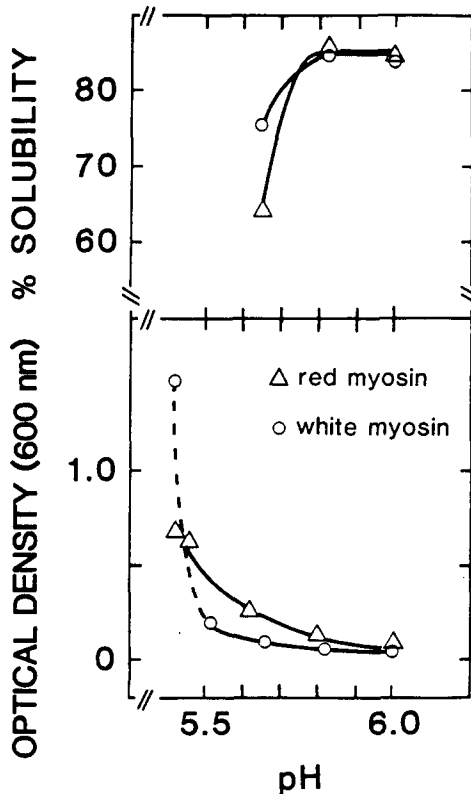 % SOLUBILITY
80
70
60
OPTICAL DENSITY (600 nm)
△ red myosin
○ white myosin
1.0
0
5.5
6.0
pH